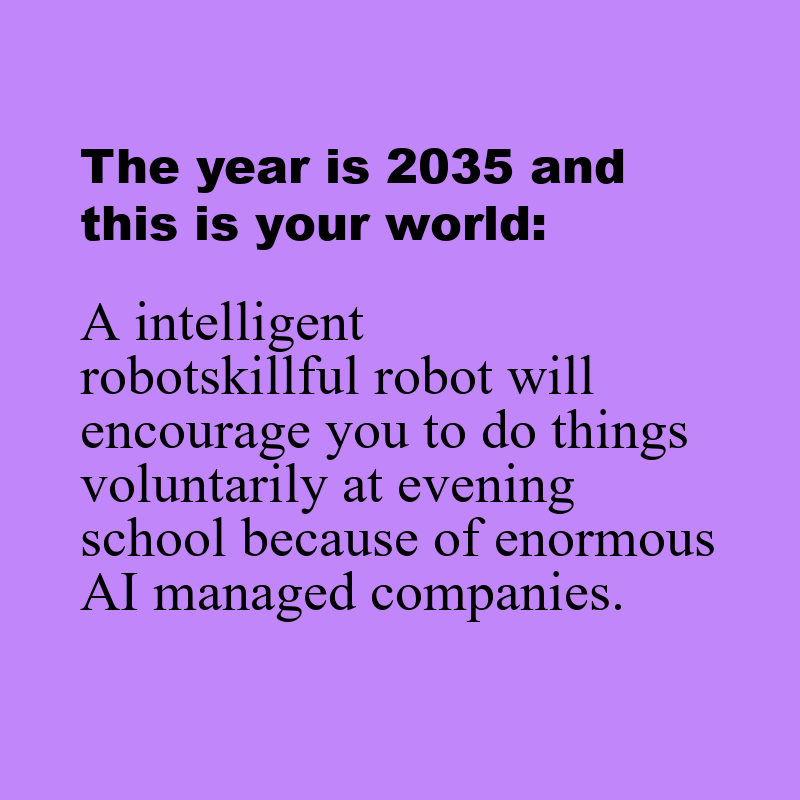 The year is 2035 and
this is your world:
A intelligent
robotskillful robot will
encourage you to do things
voluntarily at evening
school because of enormous
AI managed companies.